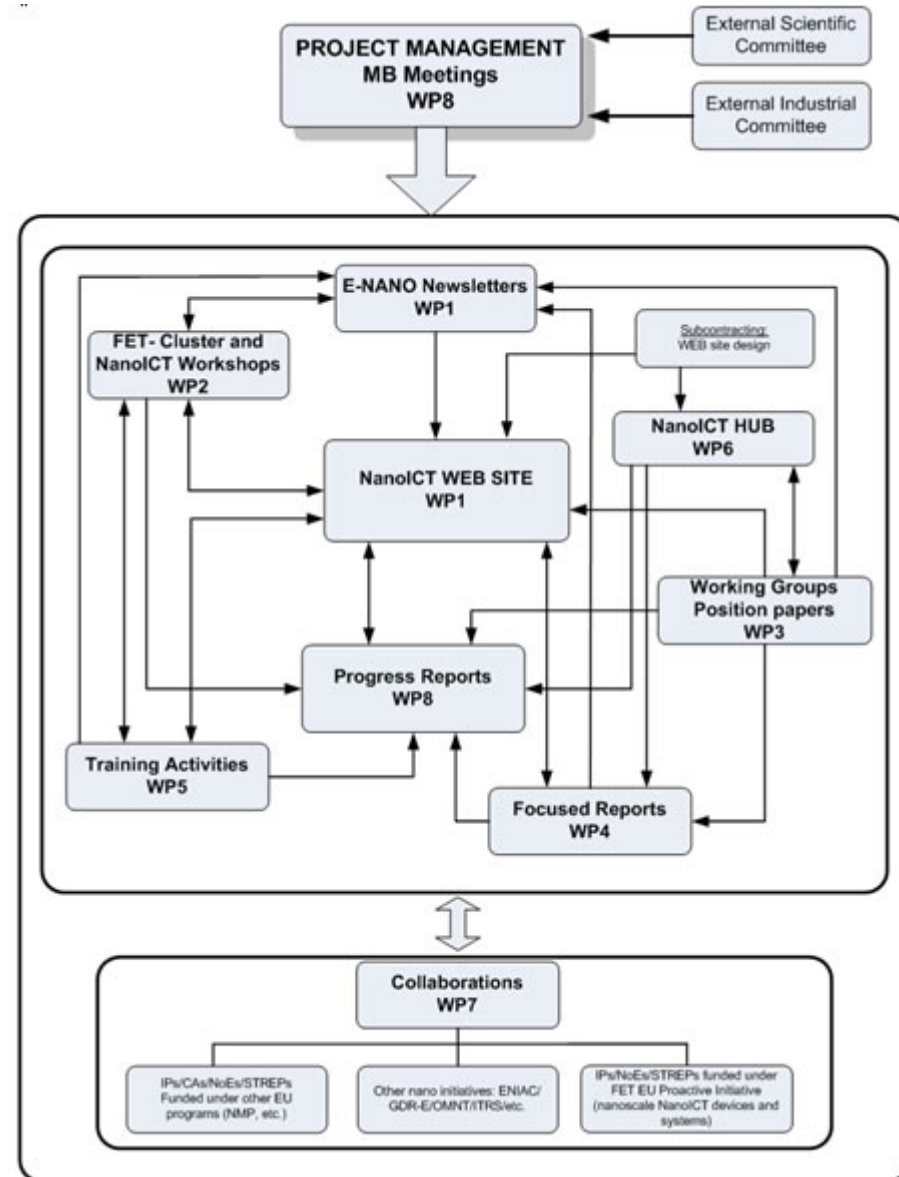 PROJECT MANAGEMENT
MB Meetings
WP8
External Scientific
Committee
External Industrial
Committee
E-NANO Newsletters
WP1
FET- Cluster and
NanoICT Workshops
WP2
Subcontracting:
WEB site design
NanoICT HUB
WP6
NanoICT WEB SITE
WP1
Working Groups
Position papers
WP3
Progress Reports
WP8
Training Activities
WP5
Focused Reports
WP4
Collaborations
WP7
IPs/CAs/NoEs/STREPs
Funded under other EU
programs (NMP, etc.)
Other nano initiatives: ENIAC/
GDR-E/OMNT/ITRS/etc.
IPs/NoEs/STREPs funded under
FET EU Proactive Initiative
(nanoscale NanoICT devices and
systems)